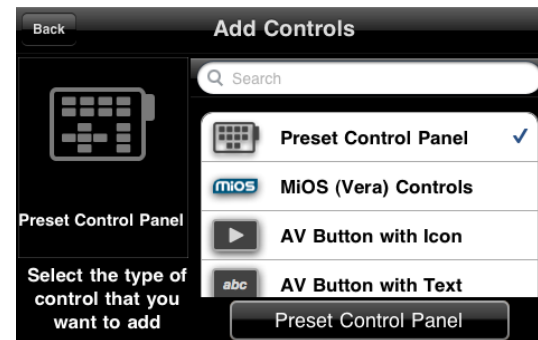 Back
Add Controls
Search
Preset Control Panel
mios
MiOS (Vera) Controls
Preset Control Panel
AV Button with Icon
abc
AV Button with Text
Select the type of
control that you
want to add
Preset Control Panel